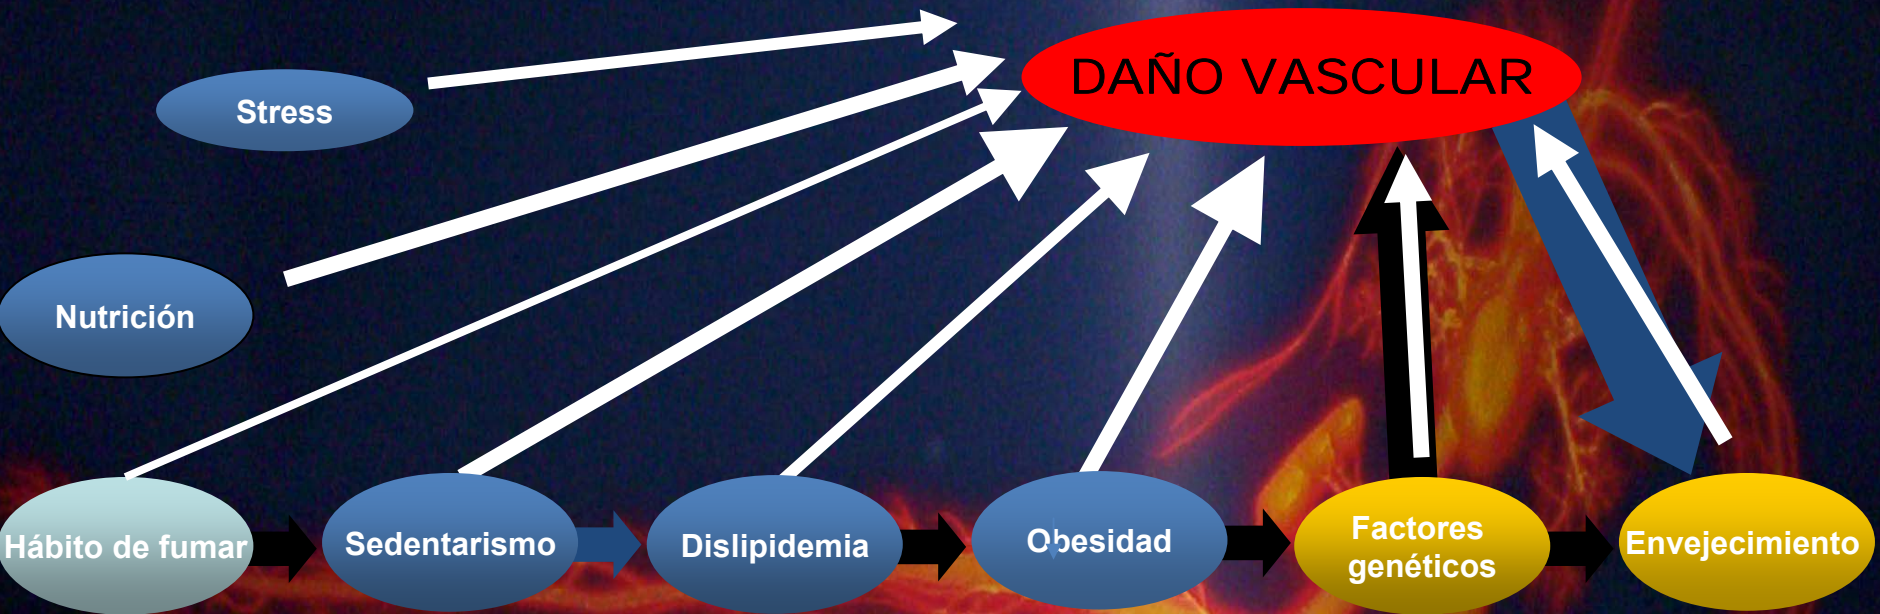 DAÑO VASCULAR
Stress
Nutrición
Hábito de fumar
Sedentarismo
Dislipidemia
Obesidad
Factores
genéticos
Envejecimiento